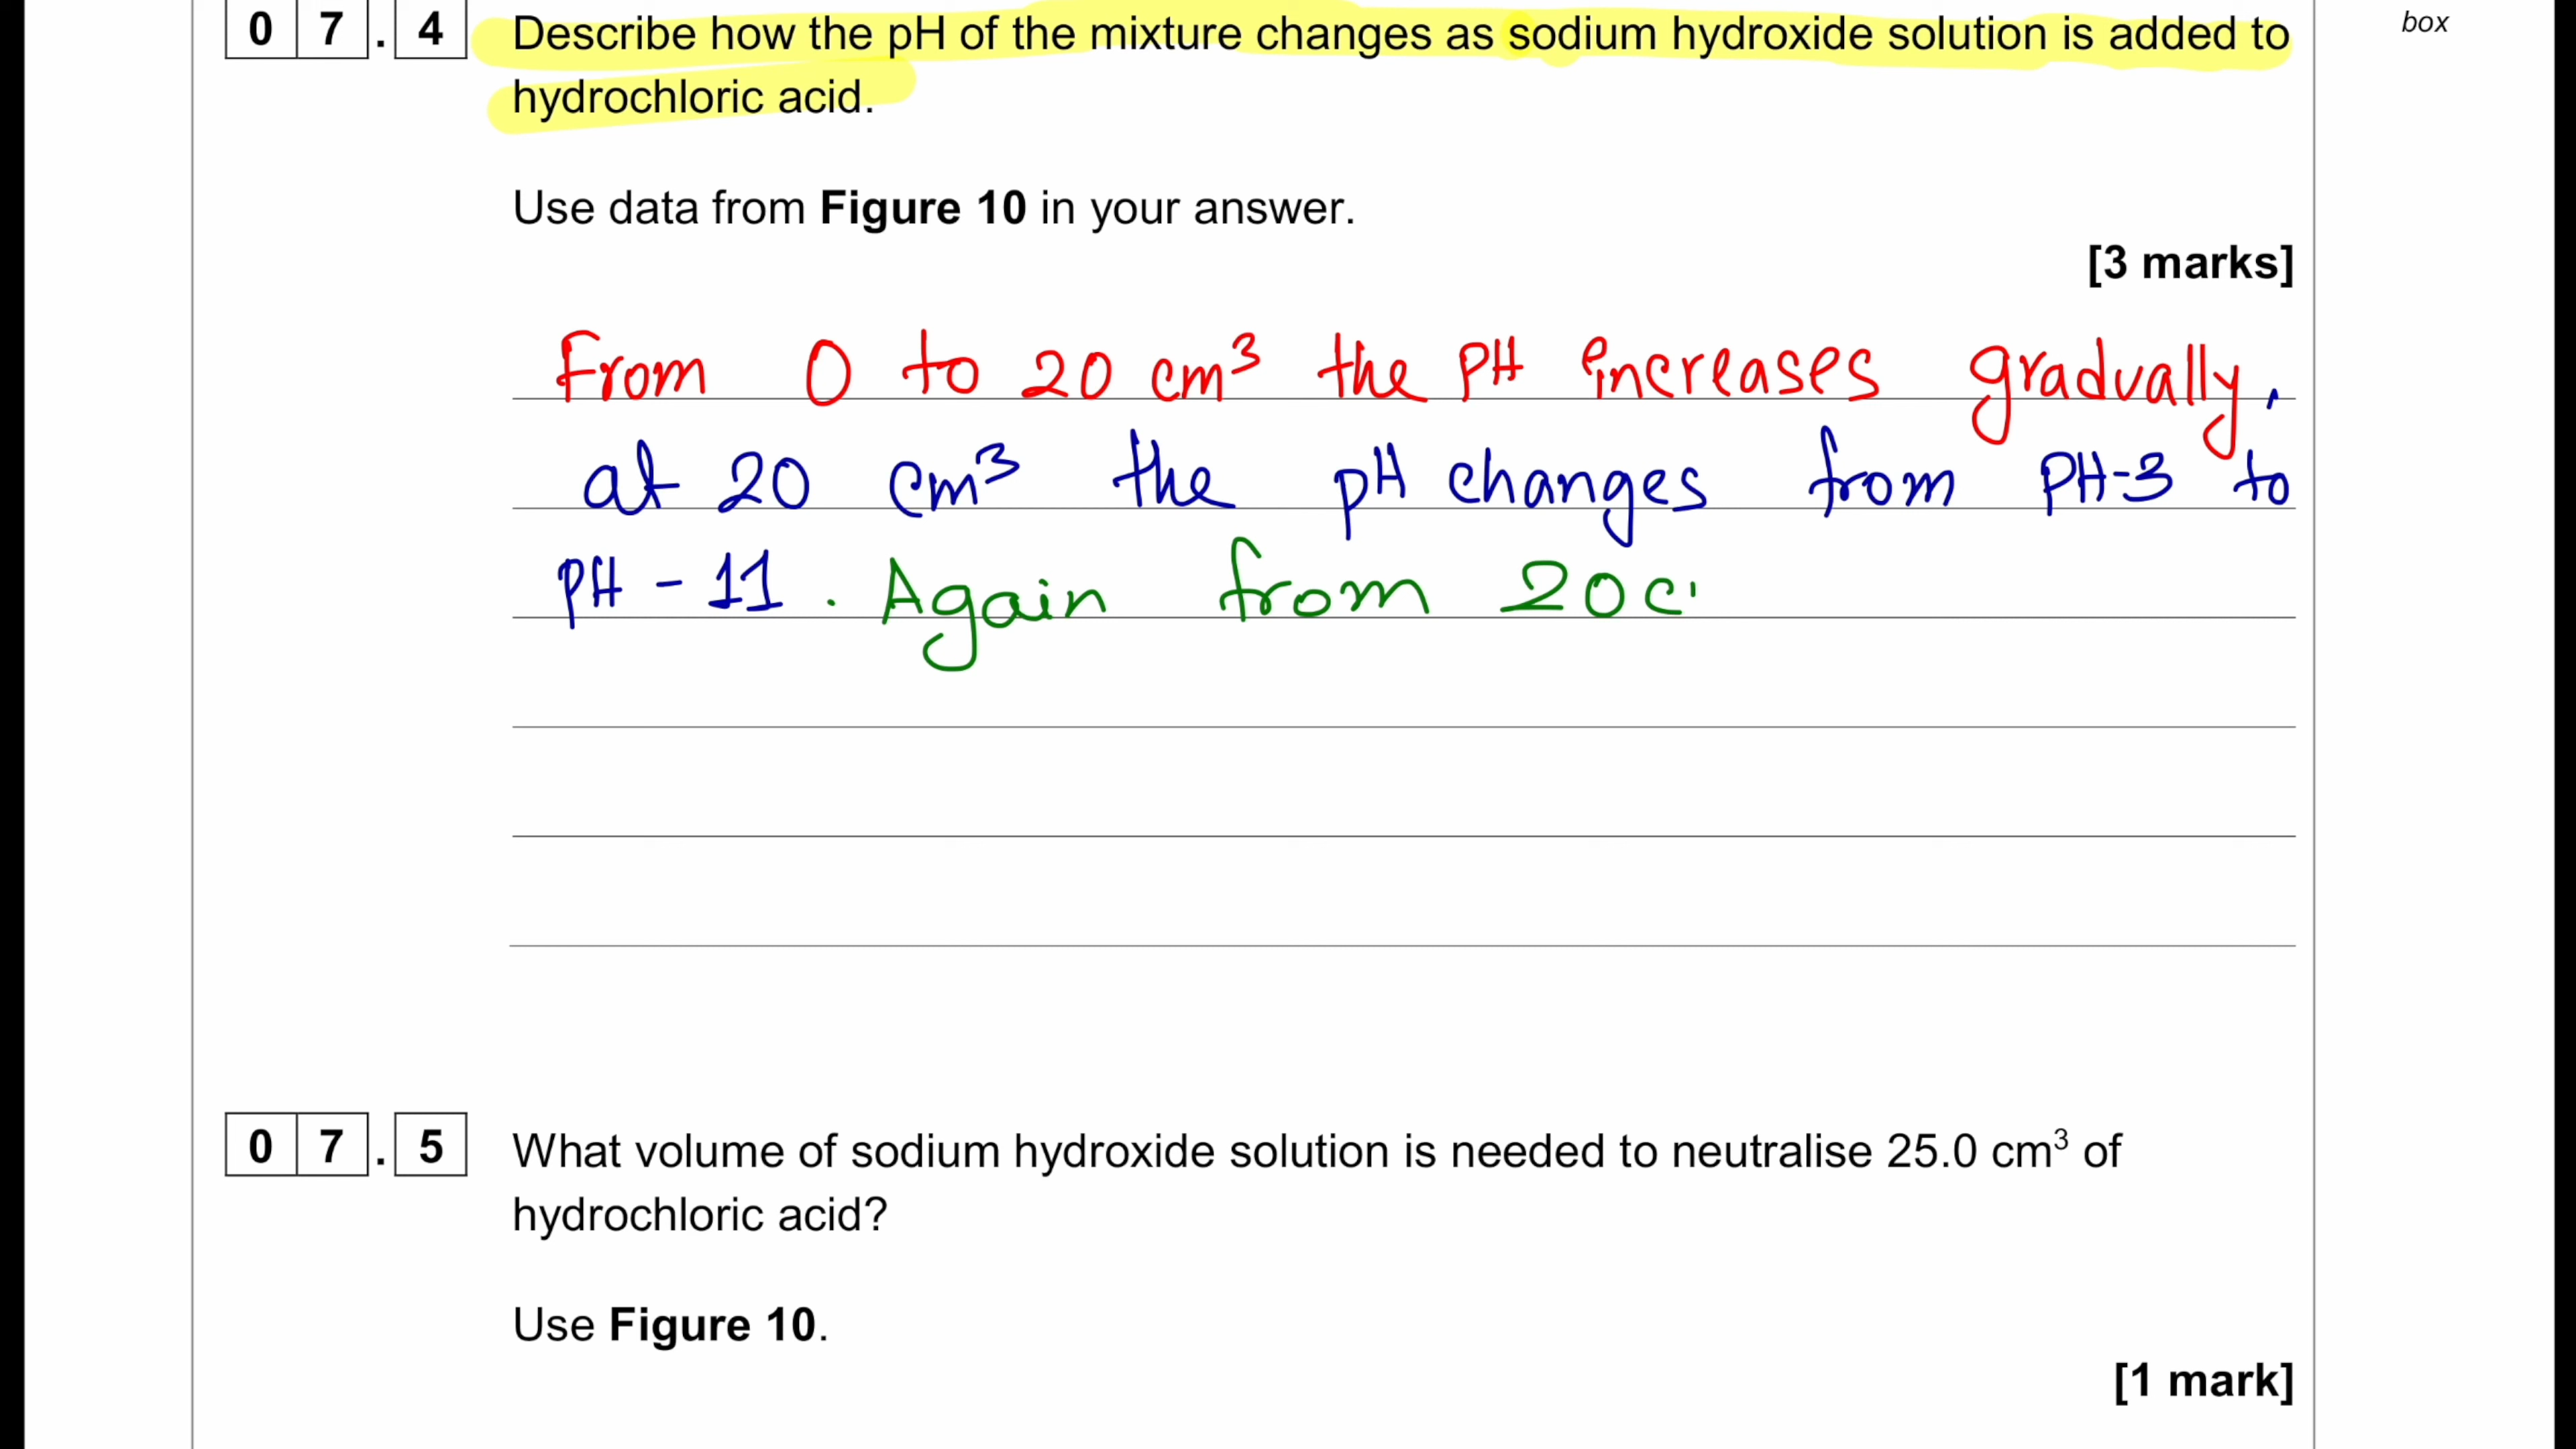 0 7 . 4 Describe how the pH of the mixture changes as sodium hydroxide solution is added to
box
hydrochloric acid.
Use data from Figure 10 in your answer.
[3 marks]
From 0 to 20 cm³ the PH increases gradually.
at 20 cm³ the pH changes from PH-3 to
PH - 11 . Again from 20 c
0 7 . 5 What volume of sodium hydroxide solution is needed to neutralise 25.0 cm³ of
hydrochloric acid?
Use Figure 10.
[1 mark]